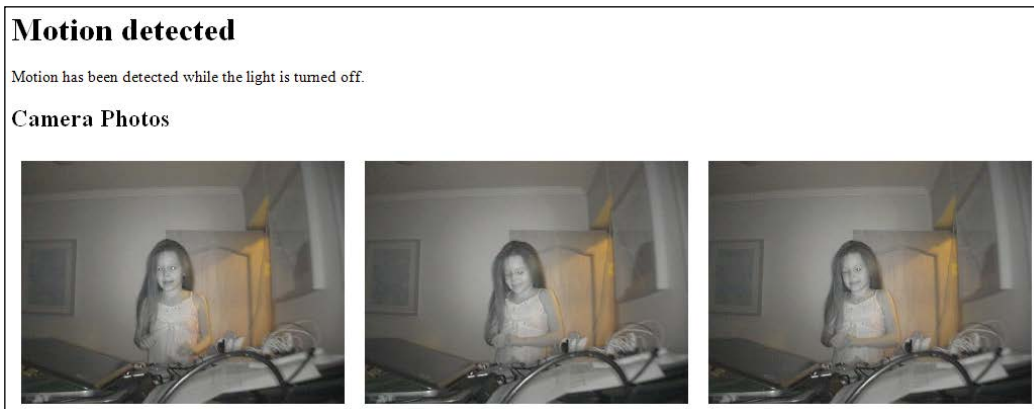 Motion detected
Motion has been detected while the light is turned off.
Camera Photos